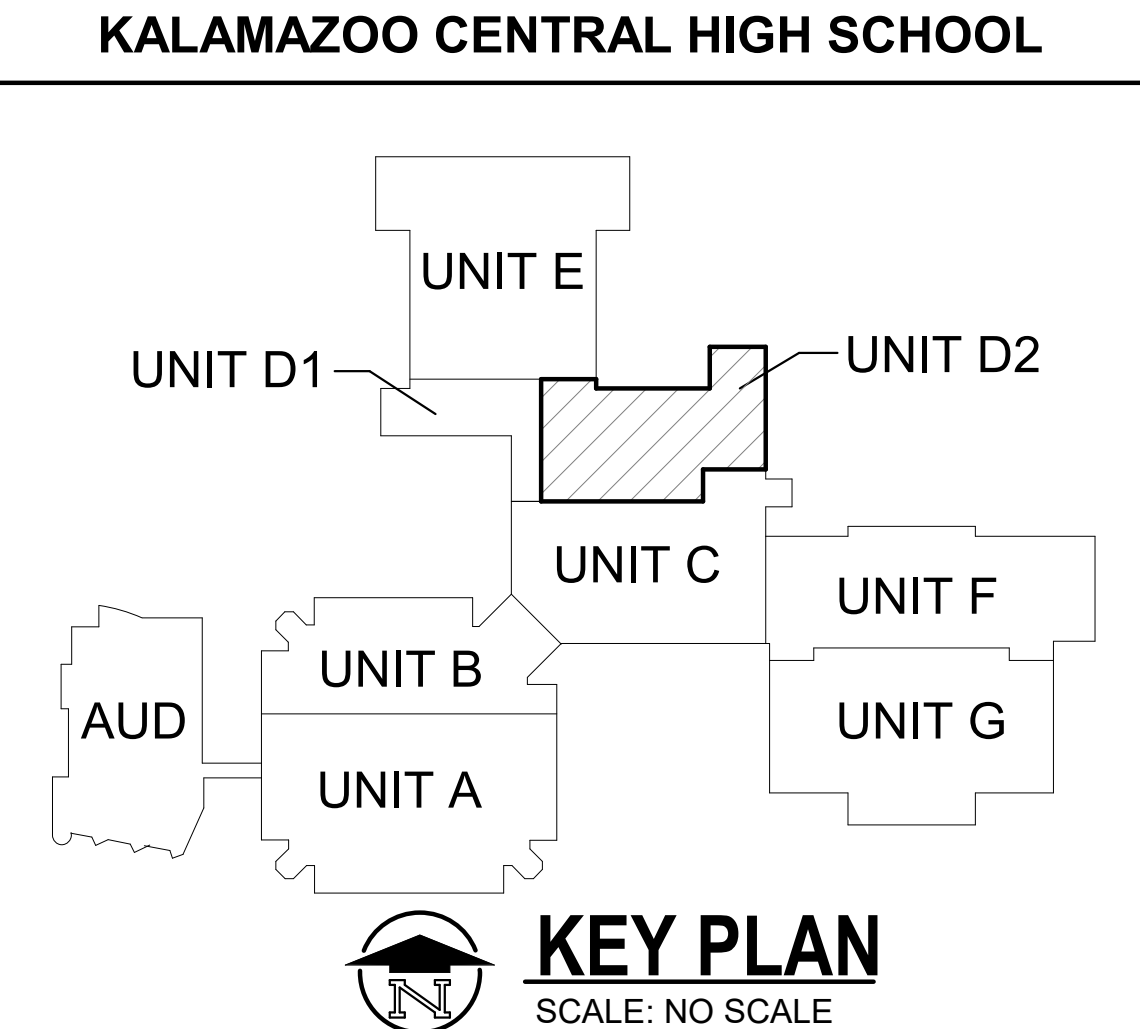 KALAMAZOO CENTRAL HIGH SCHOOL
UNIT E
UNIT D1
UNIT D2
UNIT C
UNIT F
UNIT B
AUD
UNIT G
UNIT A
N
KEY PLAN
SCALE: NO SCALE